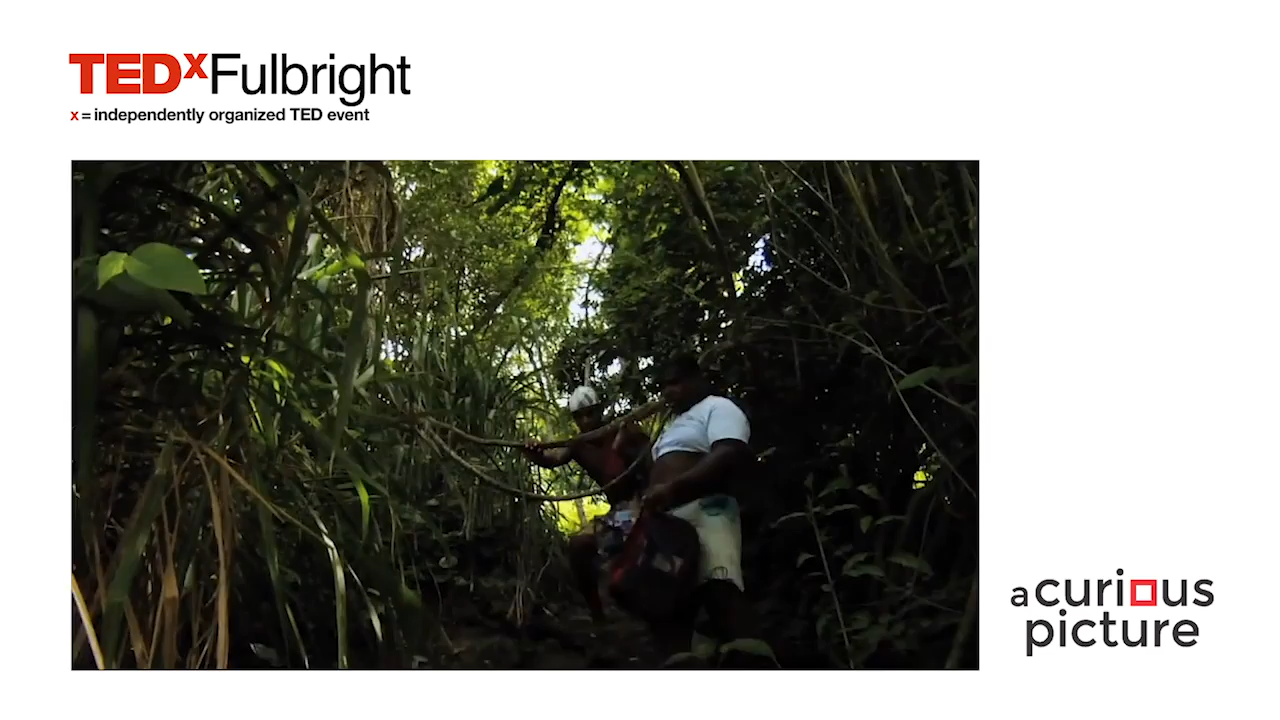 TEDxFulbright
x = independently organized TED event
a curious
picture